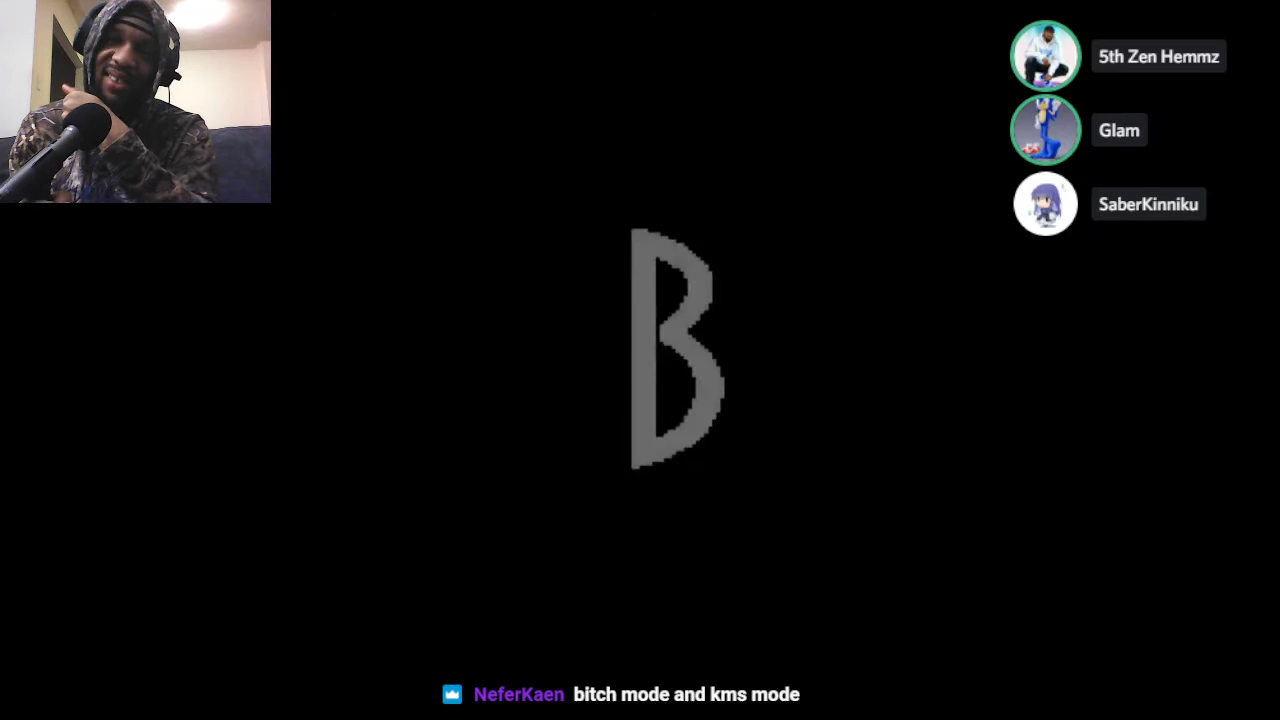 5th Zen Hemmz
Glam
SaberKinniku
B
NeferKaen bitch mode and kms mode